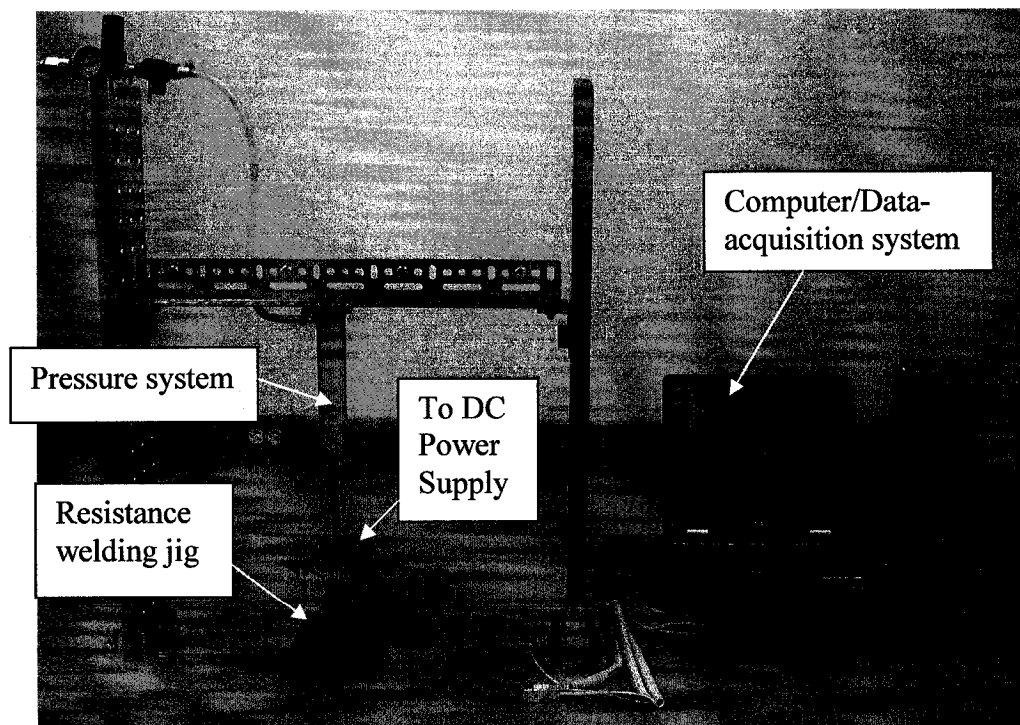 Computer/Data-
acquisition system
Pressure system
To DC
Power
Supply
Resistance
welding jig